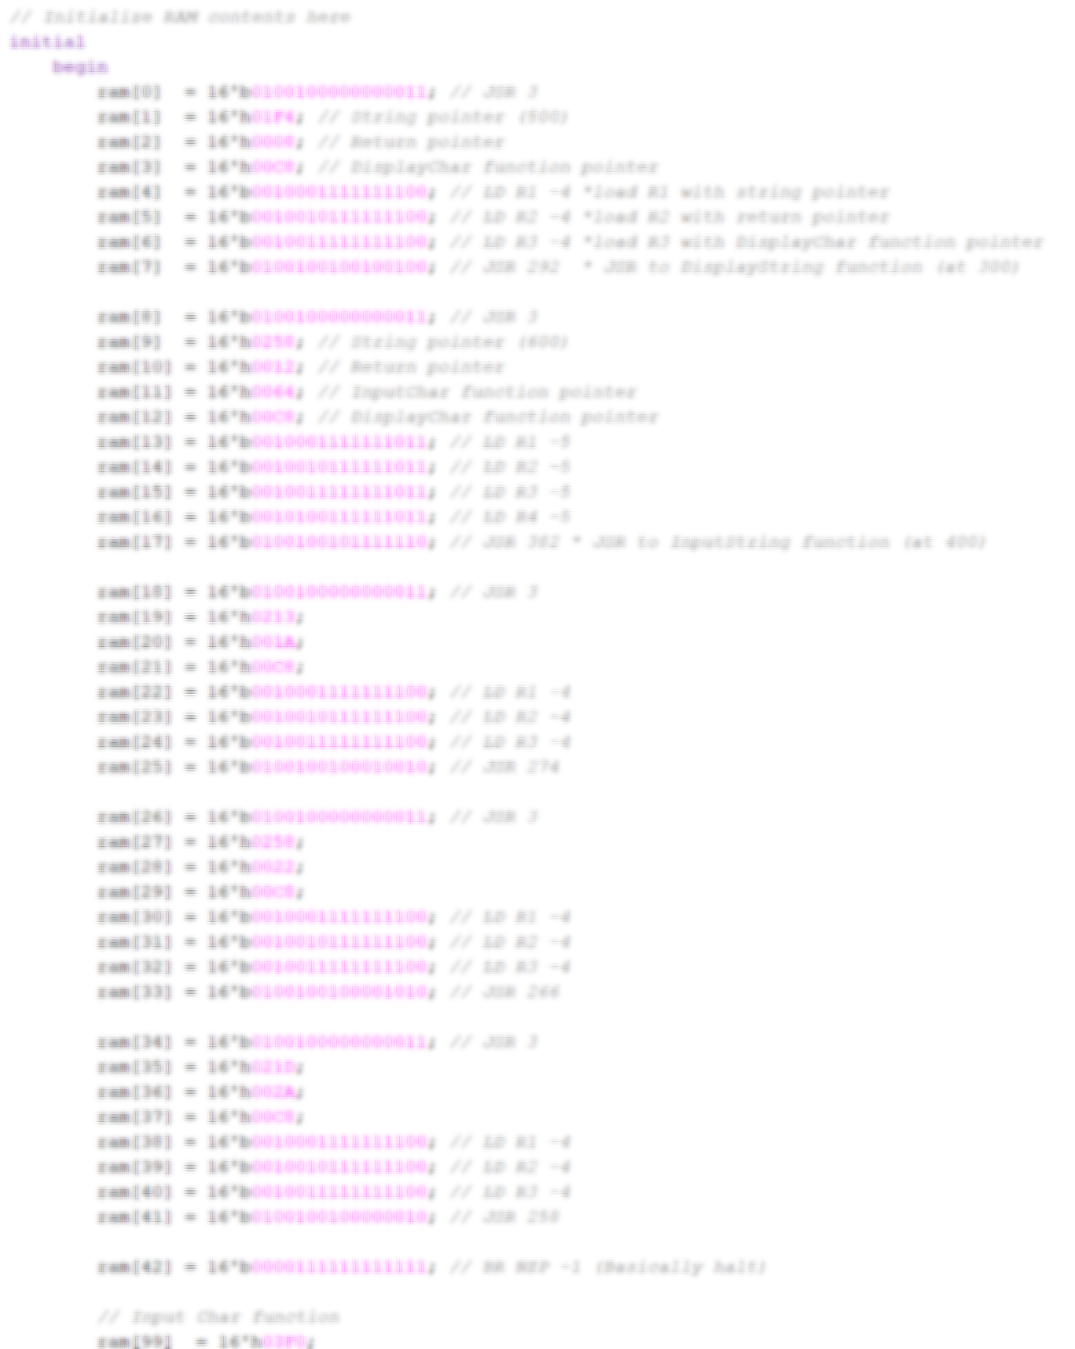 // Initialize RAM contents here
initial
begin
ram[0] = 16'b0100100000000011; // JSR 3
ram[1] = 16'h01F4; // String pointer (500)
ram[2] = 16'h0008; // Return pointer
ram[3] = 16'h00C8; // DisplayChar function pointer
ram[4] = 16'b0010001111111100; // LD R1 -4 *load R1 with string pointer
ram[5] = 16'b0010010111111100; // LD R2 -4 *load R2 with return pointer
ram[6] = 16'b0010011111111100; // LD R3 -4 *load R3 with DisplayChar function pointer
ram[7] = 16'b0100100100100100; // JSR 292 * JSR to DisplayString function (at 300)
ram[8] = 16'b0100100000000011; // JSR 3
ram[9] = 16'h0258; // String pointer (600)
ram[10] = 16'h0012; // Return pointer
ram[11] = 16'h0064; // InputChar function pointer
ram[12] = 16'h00C8; // DisplayChar function pointer
ram[13] = 16'b0010001111111011; // LD R1 -5
ram[14] = 16'b0010010111111011; // LD R2 -5
ram[15] = 16'b0010011111111011; // LD R3 -5
ram[16] = 16'b0010100111111011; // LD R4 -5
ram[17] = 16'b0100100101111110; // JSR 382 * JSR to InputString function (at 400)
ram[18] = 16'b0100100000000011; // JSR 3
ram[19] = 16'h0213;
ram[20] = 16'h001A;
ram[21] = 16'h00C8;
ram[22] = 16'b0010001111111100; // LD R1 -4
ram[23] = 16'b0010010111111100; // LD R2 -4
ram[24] = 16'b0010011111111100; // LD R3 -4
ram[25] = 16'b0100100100010010; // JSR 274
ram[26] = 16'b0100100000000011; // JSR 3
ram[27] = 16'h0258;
ram[28] = 16'h0022;
ram[29] = 16'h00C8;
ram[30] = 16'b0010001111111100; // LD R1 -4
ram[31] = 16'b0010010111111100; // LD R2 -4
ram[32] = 16'b0010011111111100; // LD R3 -4
ram[33] = 16'b0100100100001010; // JSR 266
ram[34] = 16'b0100100000000011; // JSR 3
ram[35] = 16'h021D;
ram[36] = 16'h002A;
ram[37] = 16'h00C8;
ram[38] = 16'b0010001111111100; // LD R1 -4
ram[39] = 16'b0010010111111100; // LD R2 -4
ram[40] = 16'b0010011111111100; // LD R3 -4
ram[41] = 16'b0100100100000010; // JSR 258
ram[42] = 16'b0000111111111111; // BR NZP -1 (Basically halt)
// Input Char function
ram[99] = 16'h03F0;